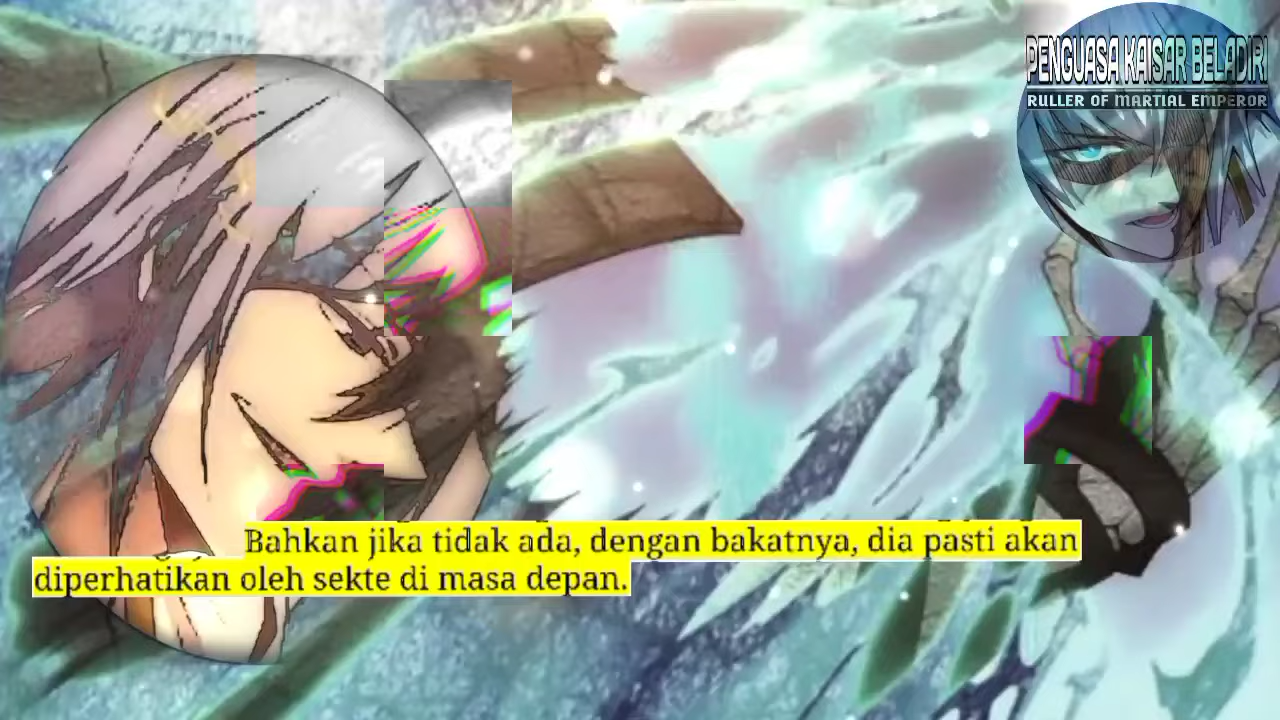 PENGUASA KAISAR BELADIRI
RULLER OF MARTIAL EMPEROR
Bahkan jika tidak ada, dengan bakatnya, dia pasti akan
diperhatikan oleh sekte di masa depan.